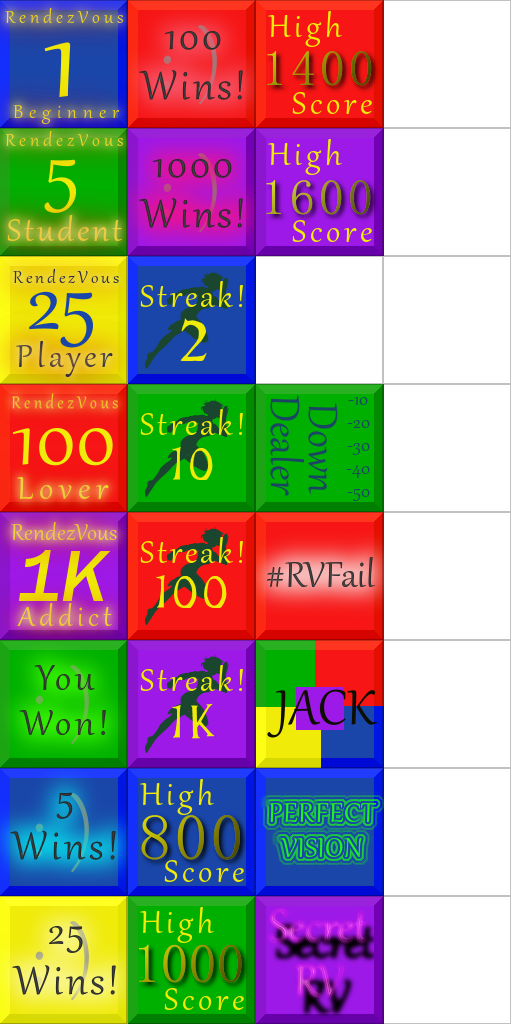 RendezVous
1
Beginner
100
Wins!
High
1400
Score
RendezVous
5
Student
1000
Wins!
High
1600
Score
RendezVous
25
Player
Streak!
2
RendezVous
100
Lover
Streak!
10
Dealer
Down
-10
-20
-30
-40
-50
RendezVous
1K
Addict
Streak!
100
#RVFail
You
Won!
Streak!
1K
JACK
5
Wins!
High
800
Score
PERFECT
VISION
25
Wins!
High
1000
Score
Secret
Secret
RV
RV